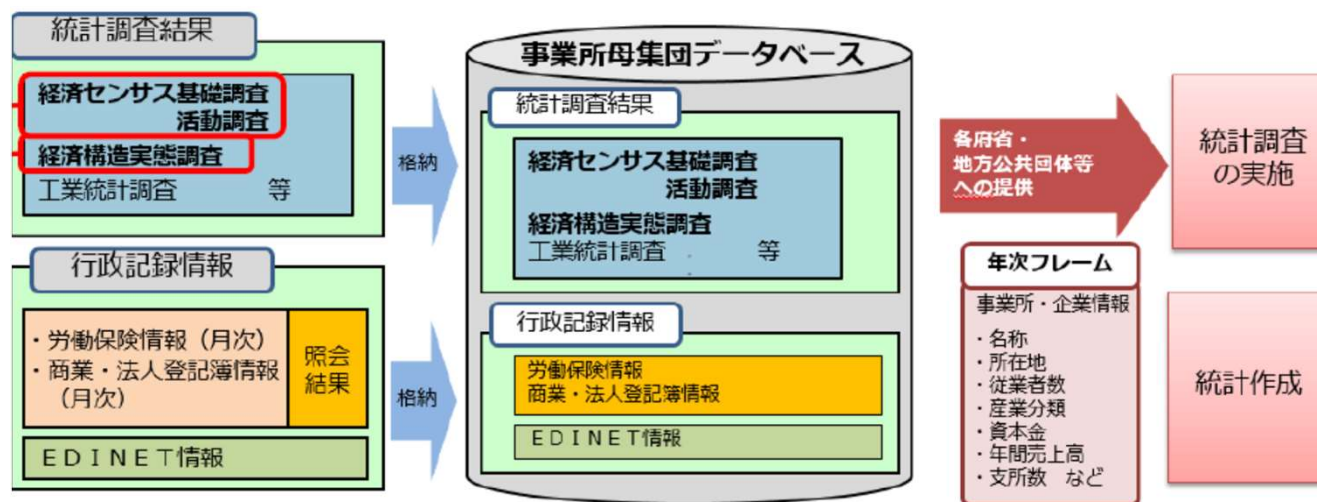 統計調査結果
経済センサス基礎調査
活動調査
経済構造実態調査
工業統計調査 等
行政記録情報
・労働保険情報（月次）
・商業・法人登記簿情報
（月次）
照会
結果
ＥＤＩＮＥＴ情報
格納
格納
事業所母集団データベース
統計調査結果
経済センサス基礎調査
活動調査
経済構造実態調査
工業統計調査 等
行政記録情報
労働保険情報
商業・法人登記簿情報
ＥＤＩＮＥＴ情報
各府省・
地方公共団体等
への提供
年次フレーム
事業所・企業情報
・名称
・所在地
・従業者数
・産業分類
・資本金
・年間売上高
・支所数 など
統計調査
の実施
統計作成